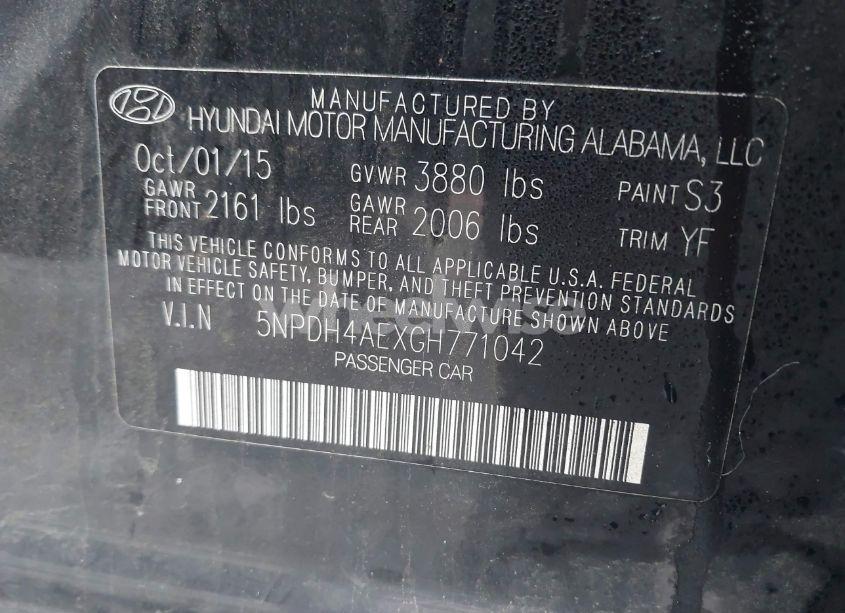 MANUFACTURED BY
HYUNDAI MOTOR MANUFACTURING ALABAMA, LLC
Oct/01/15 GVWR 3880 lbs PAINT S3
GAWR FRONT 2161 lbs GAWR REAR 2006 lbs TRIM YF
THIS VEHICLE CONFORMS TO ALL APPLICABLE U.S.A. FEDERAL
MOTOR VEHICLE SAFETY, BUMPER, AND THEFT PREVENTION STANDARDS
IN EFFECT ON THE DATE OF MANUFACTURE SHOWN ABOVE
wheelwise
V.I.N 5NPDH4AEXGH771042
PASSENGER CAR